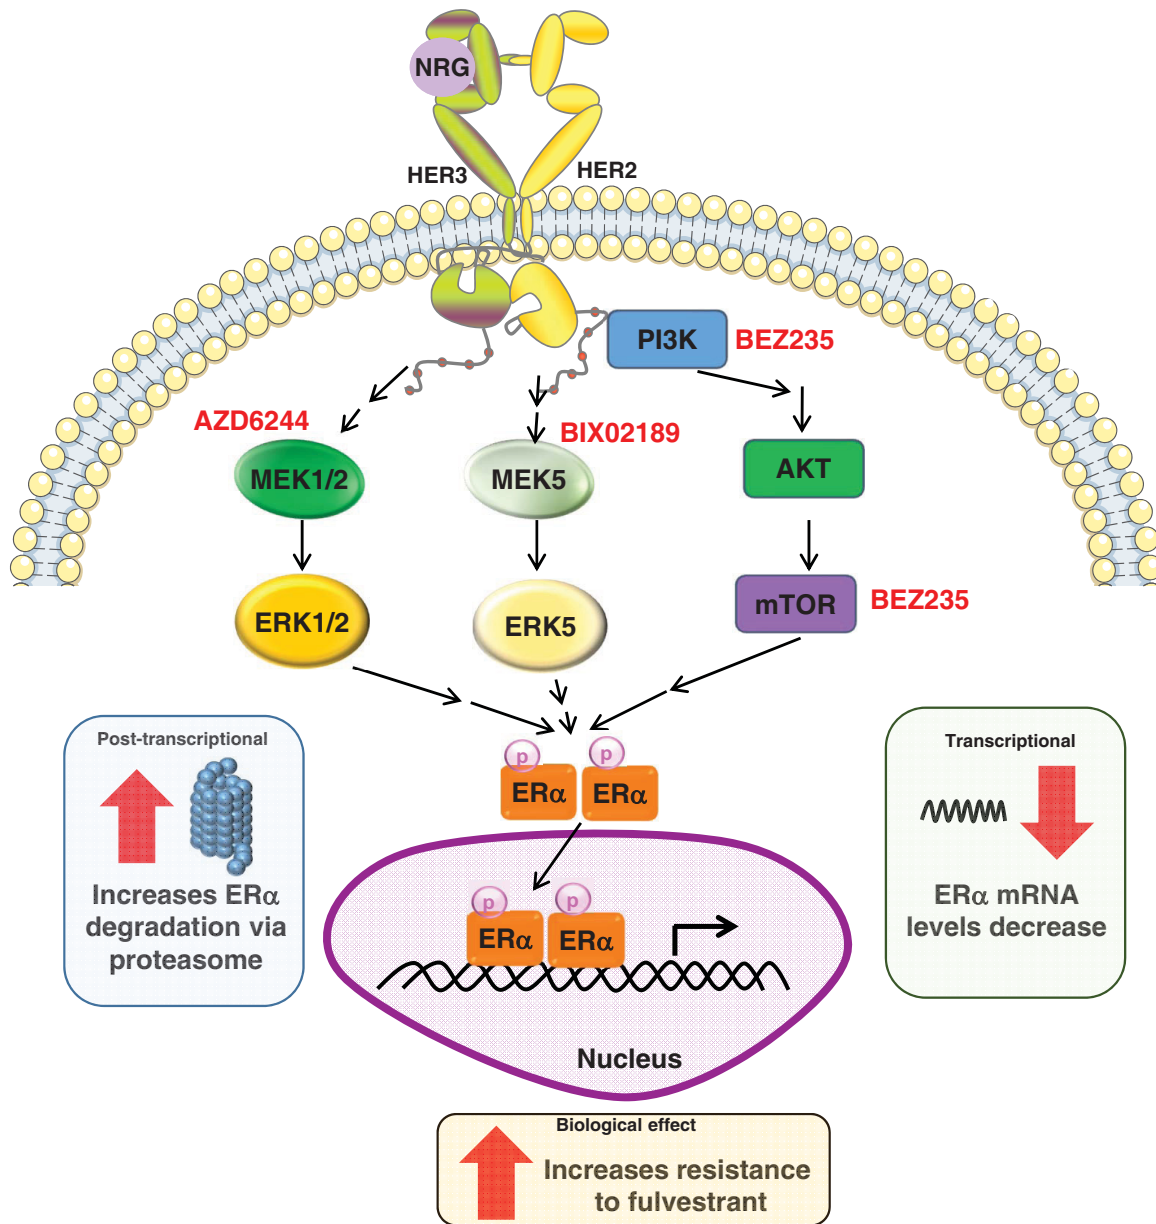 NRG
HER3
HER2
PI3K
BEZ235
AZD6244
BIX02189
MEK1/2
MEK5
AKT
ERK1/2
ERK5
mTOR
BEZ235
Post-transcriptional
Increases ERα
degradation via
proteasome
p
p
ERα
ERα
Transcriptional
ERα mRNA
levels decrease
p
p
ERα
ERα
Nucleus
Biological effect
Increases resistance
to fulvestrant